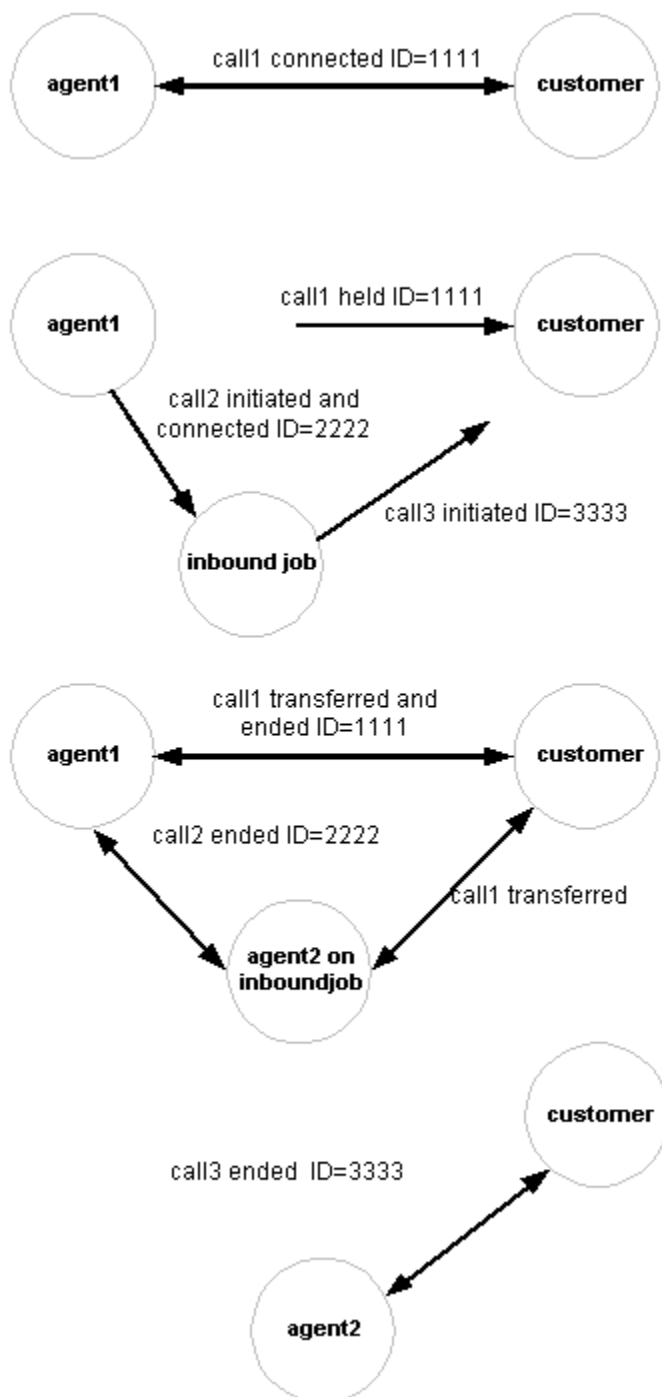 agent1
call1 connected ID=1111
customer
agent1
call1 held ID=1111
customer
call2 initiated and
connected ID=2222
call3 initiated ID=3333
inbound job
call1 transferred and
ended ID=1111
agent1
customer
call2 ended ID=2222
call1 transferred
agent2 on
inboundjob
customer
call3 ended ID=3333
agent2